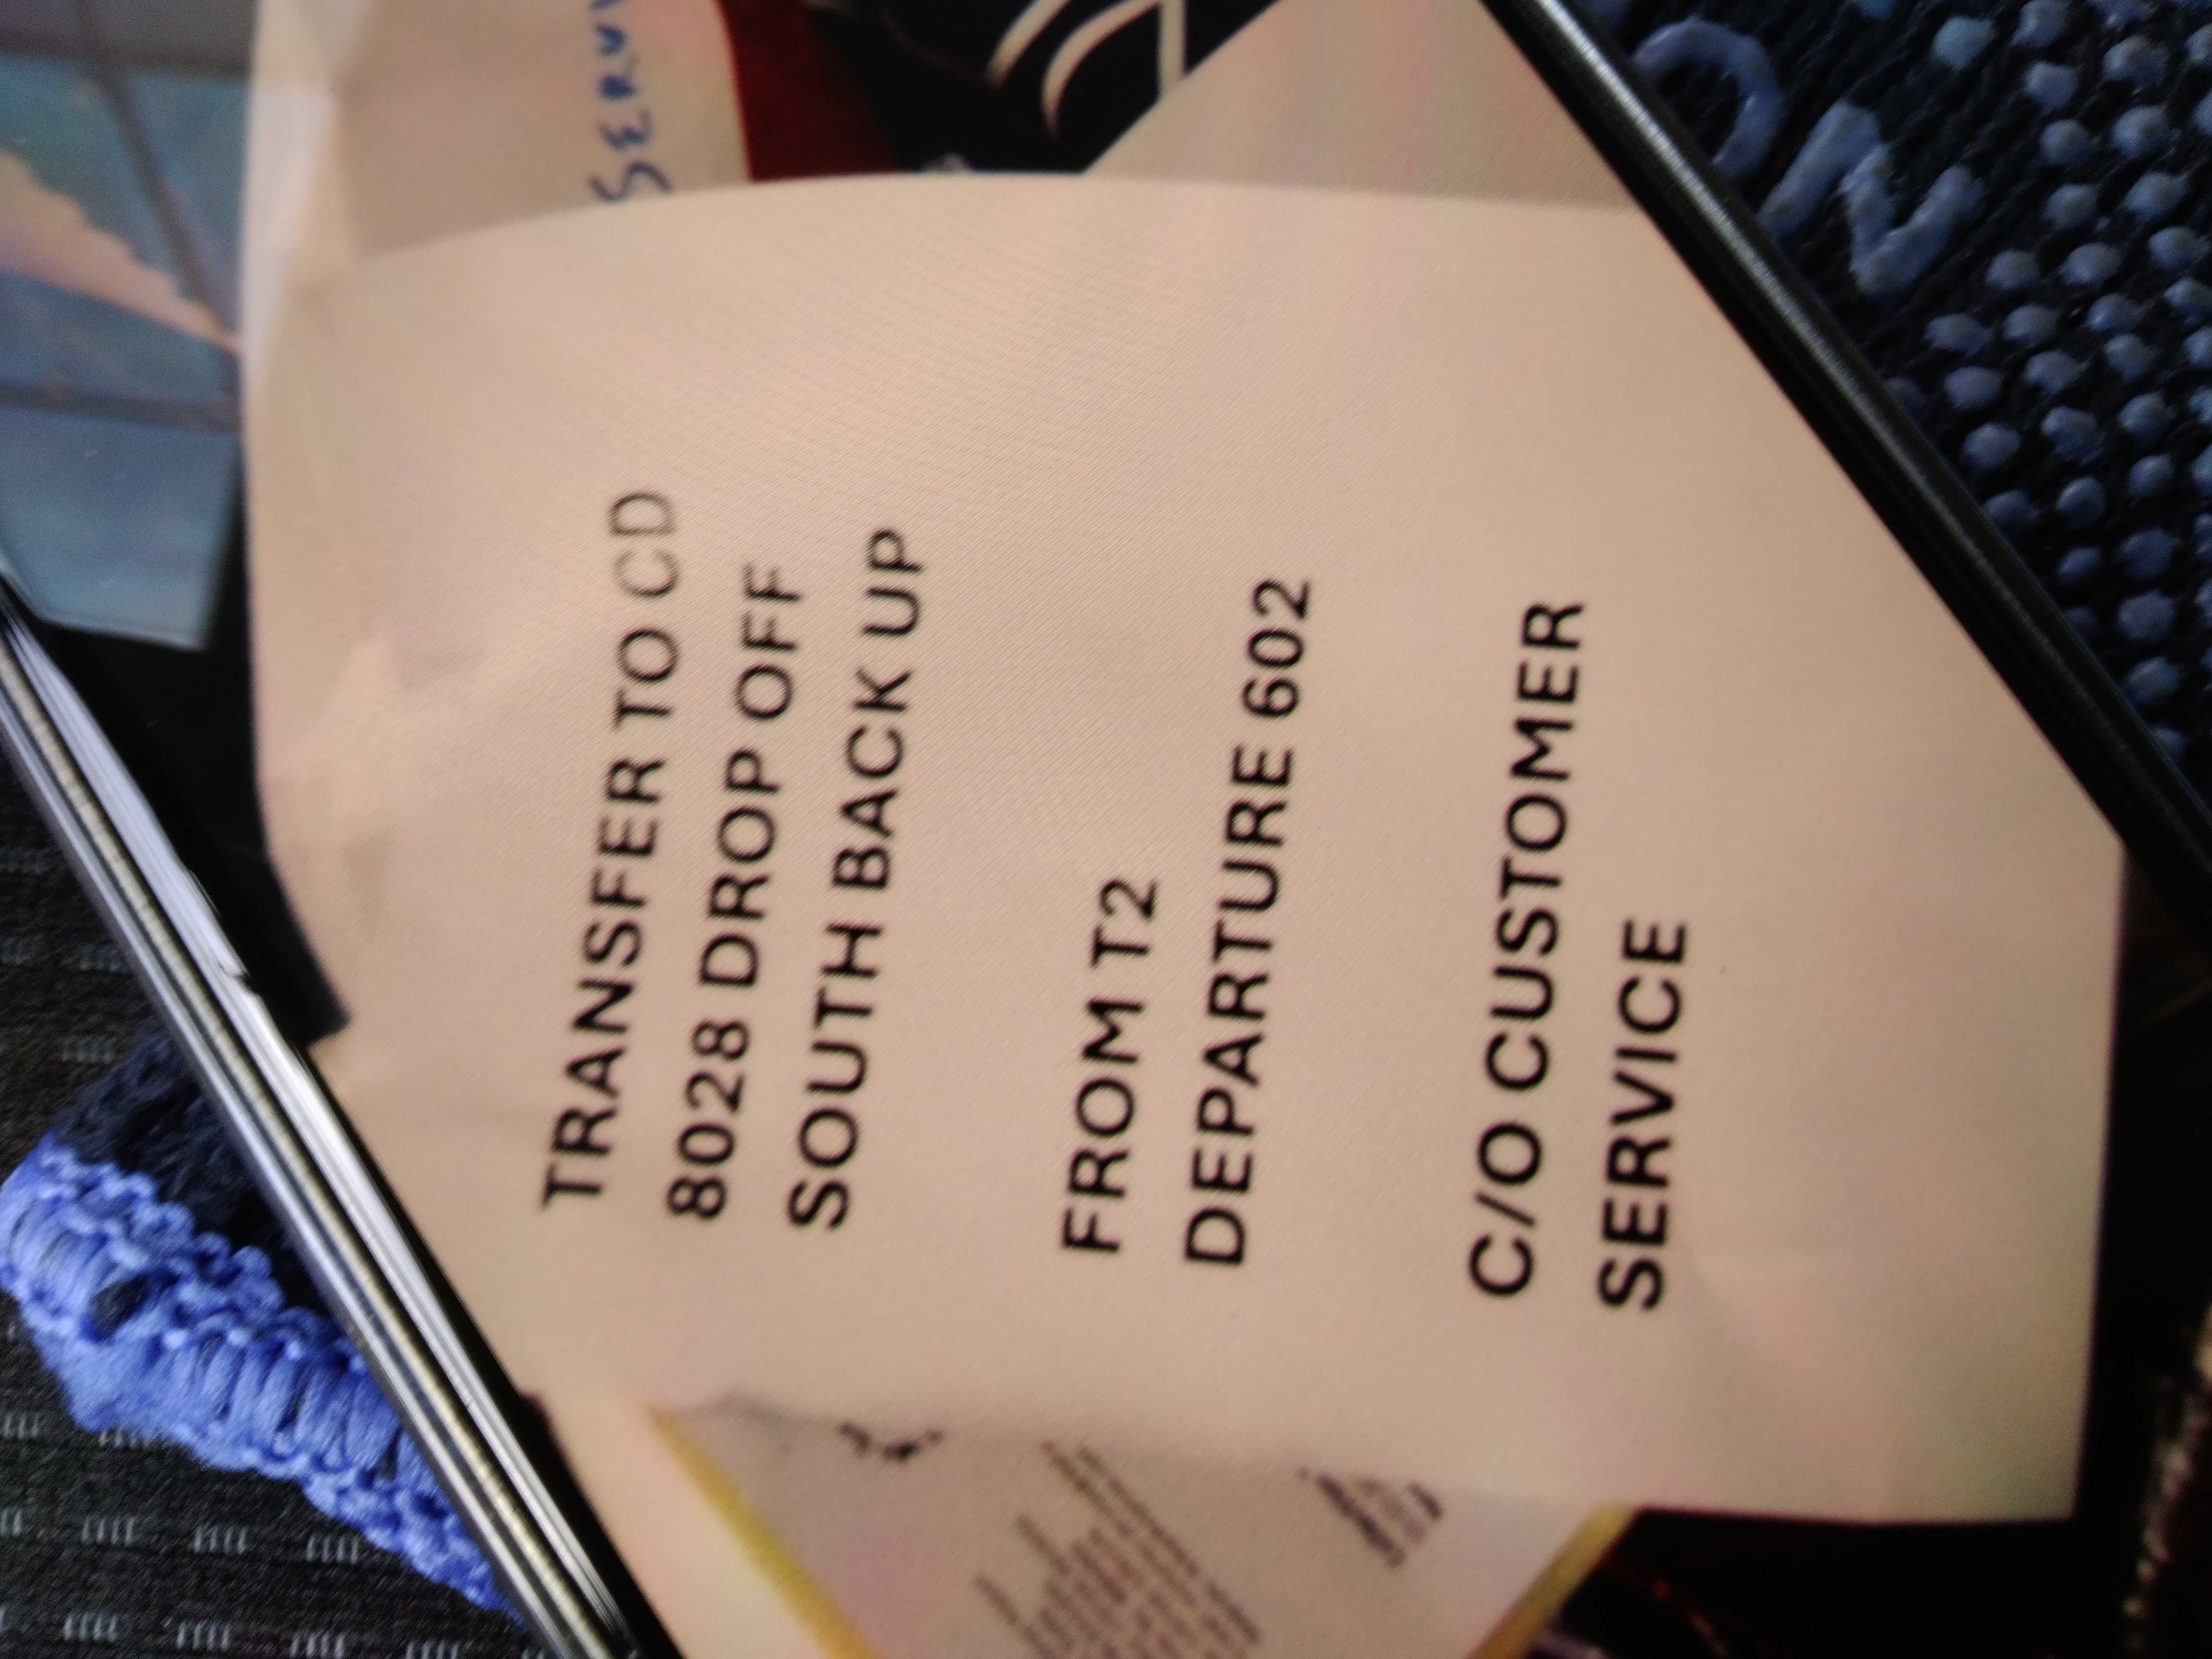 TRANSFER TO CD
8028 DROP OFF
SOUTH BACK UP
FROM T2
DEPARTURE 602
C/O CUSTOMER
SERVICE